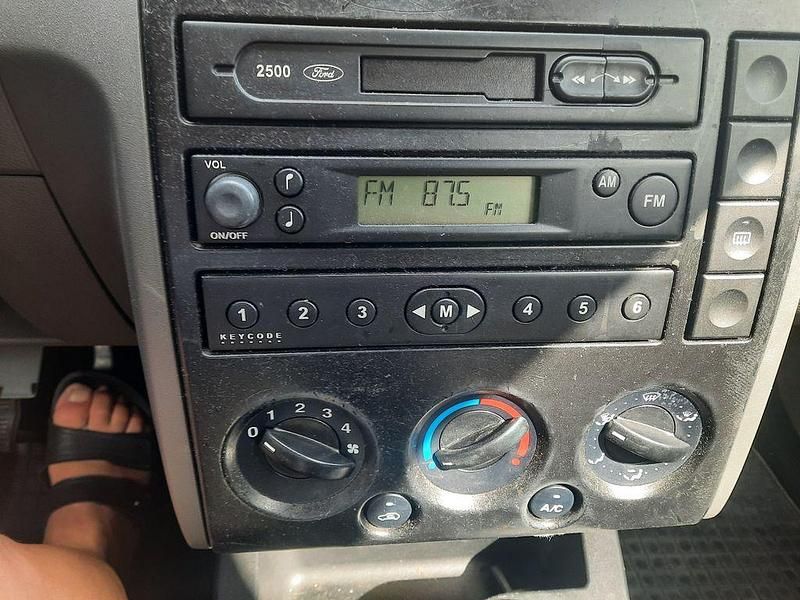 2500 Ford
VOL
ON/OFF
FM 87.5
FM
AM
FM
1 2 3 M 4 5 6
KEYCODE
0 1 2 3 4
A/C